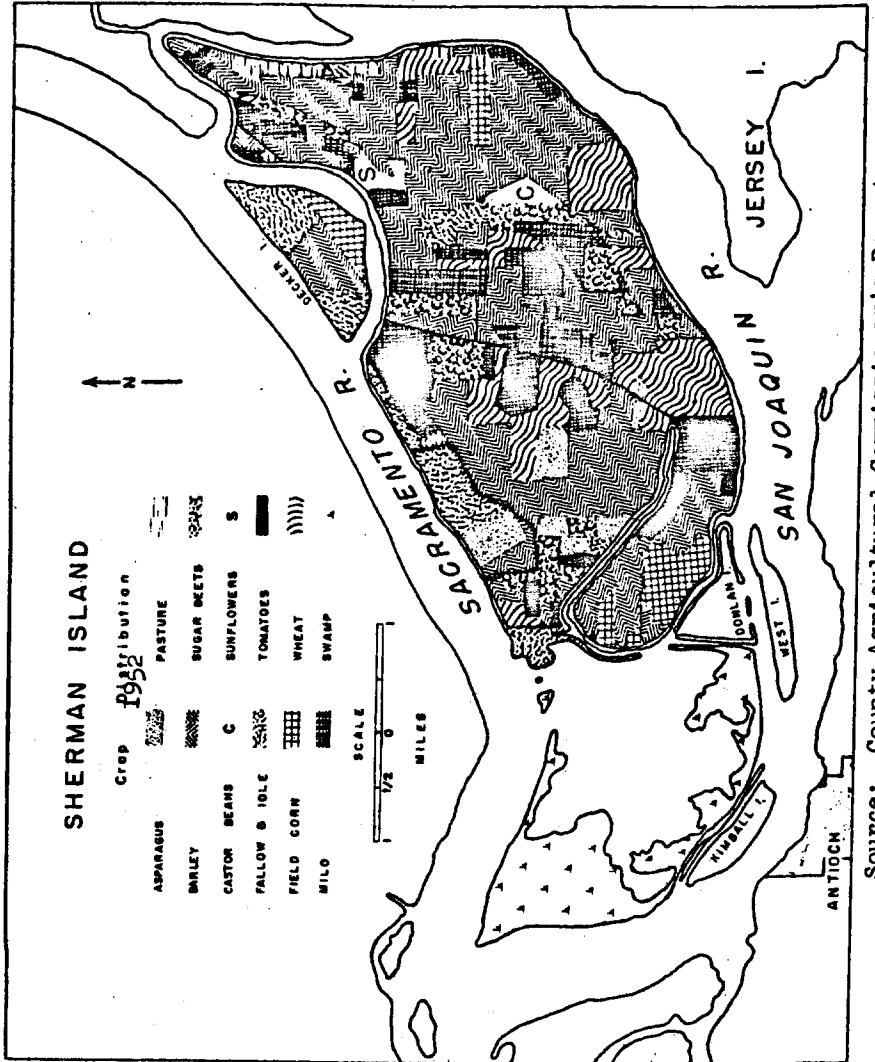 SHERMAN ISLAND
Crop Distribution
1952
ASPARAGUS
BARLEY
CASTOR BEANS C
FALLOW & IDLE
FIELD CORN
MILO
PASTURE
SUGAR BEETS
SUNFLOWERS S
TOMATOES
WHEAT
SWAMP
SCALE
1 1/2 0 1
MILES
N
SACRAMENTO R.
DECKER I.
S
C
SAN JOAQUIN R.
JERSEY I.
DONLAN I.
WEST I.
KIMBALL I.
ANTIOCH
Source: County Agricultural